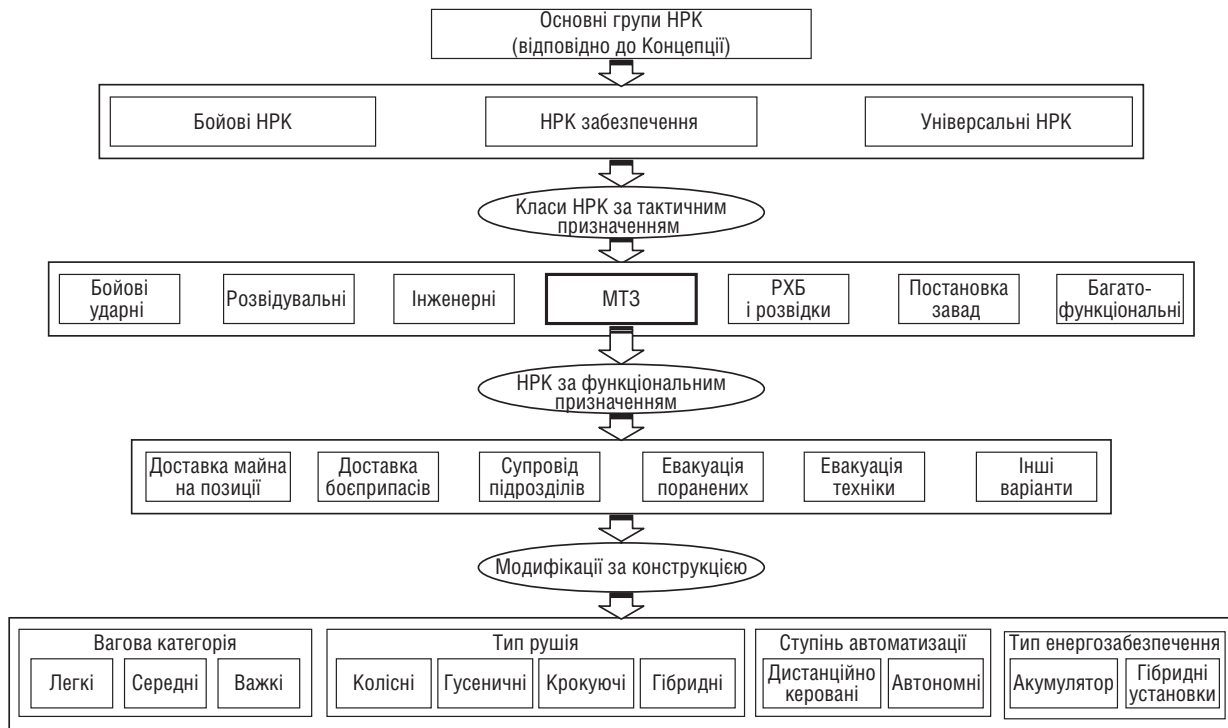 Основні групи НРК
(відповідно до Концепції)
Бойові НРК
НРК забезпечення
Універсальні НРК
Класи НРК за тактичним
призначенням
Бойові
ударні
Розвідувальні
Інженерні
МТЗ
РХБ
і розвідки
Постановка
завад
Багато-
функціональні
НРК за функціональним
призначенням
Доставка майна
на позиції
Доставка
боєприпасів
Супровід
підрозділів
Евакуація
поранених
Евакуація
техніки
Інші
варіанти
Модифікації за конструкцією
Вагова категорія
Легкі
Середні
Важкі
Тип рушія
Колісні
Гусеничні
Крокуючі
Гібридні
Ступінь автоматизації
Дистанційно
керовані
Автономні
Тип енергозабезпечення
Акумулятор
Гібридні
установки